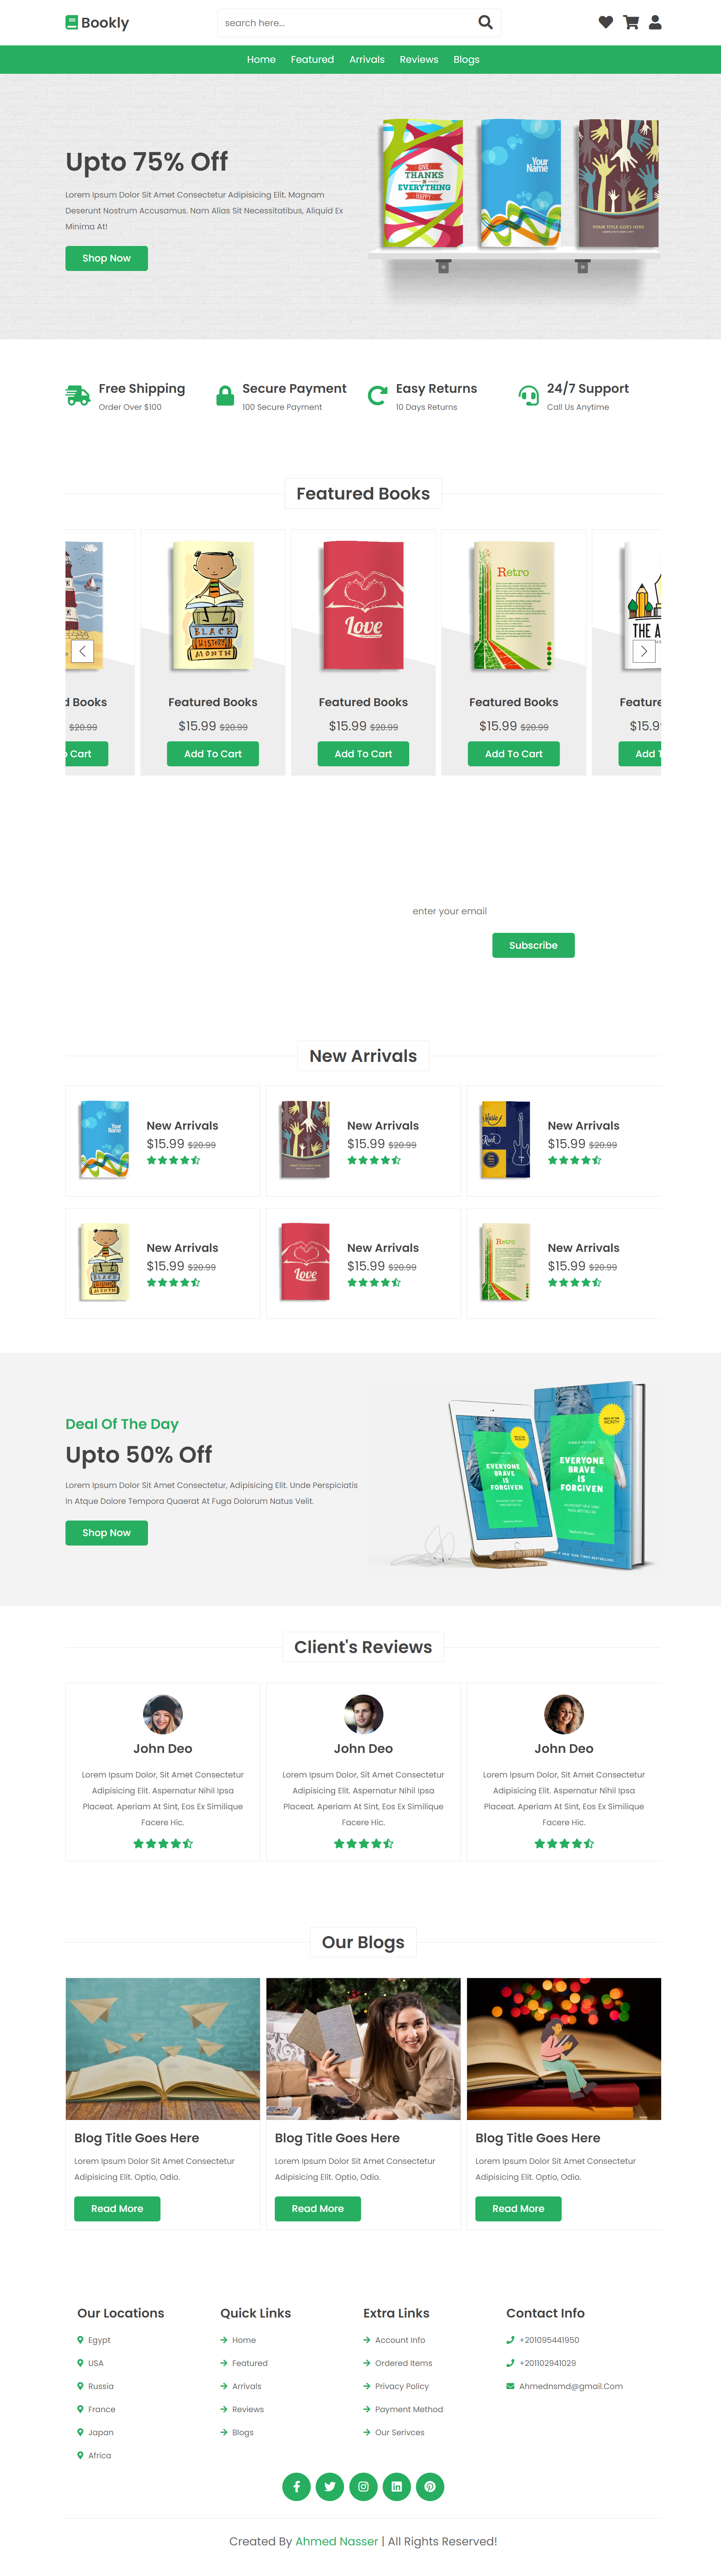 Bookly
search here...
Home Featured Arrivals Reviews Blogs
Upto 75% Off
Lorem Ipsum Dolor Sit Amet Consectetur Adipisicing Elit. Magnam
Deserunt Nostrum Accusamus. Nam Alias Sit Necessitatibus, Aliquid Ex
Minima At!
Shop Now
GIVE
THANKS
IN
EVERYTHING
HAPPY
Your
Name
YOUR TITLE GOES HERE
Free Shipping
Order Over $100
Secure Payment
100 Secure Payment
Easy Returns
10 Days Returns
24/7 Support
Call Us Anytime
Featured Books
BLACK
HISTORY
MONTH
Love
Retro
THE A
d Books
$20.99
o Cart
Featured Books
$15.99 $20.99
Add To Cart
Featured Books
$15.99 $20.99
Add To Cart
Featured Books
$15.99 $20.99
Add To Cart
Feature
$15.9
Add T
enter your email
Subscribe
New Arrivals
Your
Name
New Arrivals
$15.99 $20.99
New Arrivals
$15.99 $20.99
Music
Rock
New Arrivals
$15.99 $20.99
BLACK
HISTORY
MONTH
New Arrivals
$15.99 $20.99
Love
New Arrivals
$15.99 $20.99
Retro
New Arrivals
$15.99 $20.99
Deal Of The Day
Upto 50% Off
Lorem Ipsum Dolor Sit Amet Consectetur, Adipisicing Elit. Unde Perspiciatis
In Atque Dolore Tempora Quaerat At Fuga Dolorum Natus Velit.
Shop Now
EVERYONE
BRAVE
IS
FORGIVEN
EVERYONE
BRAVE
IS
FORGIVEN
Client's Reviews
John Deo
Lorem Ipsum Dolor, Sit Amet Consectetur
Adipisicing Elit. Aspernatur Nihil Ipsa
Placeat. Aperiam At Sint, Eos Ex Similique
Facere Hic.
John Deo
Lorem Ipsum Dolor, Sit Amet Consectetur
Adipisicing Elit. Aspernatur Nihil Ipsa
Placeat. Aperiam At Sint, Eos Ex Similique
Facere Hic.
John Deo
Lorem Ipsum Dolor, Sit Amet Consectetur
Adipisicing Elit. Aspernatur Nihil Ipsa
Placeat. Aperiam At Sint, Eos Ex Similique
Facere Hic.
Our Blogs
Blog Title Goes Here
Lorem Ipsum Dolor Sit Amet Consectetur
Adipisicing Elit. Optio, Odio.
Read More
Blog Title Goes Here
Lorem Ipsum Dolor Sit Amet Consectetur
Adipisicing Elit. Optio, Odio.
Read More
Blog Title Goes Here
Lorem Ipsum Dolor Sit Amet Consectetur
Adipisicing Elit. Optio, Odio.
Read More
Our Locations
Egypt
USA
Russia
France
Japan
Africa
Quick Links
Home
Featured
Arrivals
Reviews
Blogs
Extra Links
Account Info
Ordered Items
Privacy Policy
Payment Method
Our Serivces
Contact Info
+201095441950
+201102941029
Ahmednsmd@gmail.Com
Created By Ahmed Nasser | All Rights Reserved!